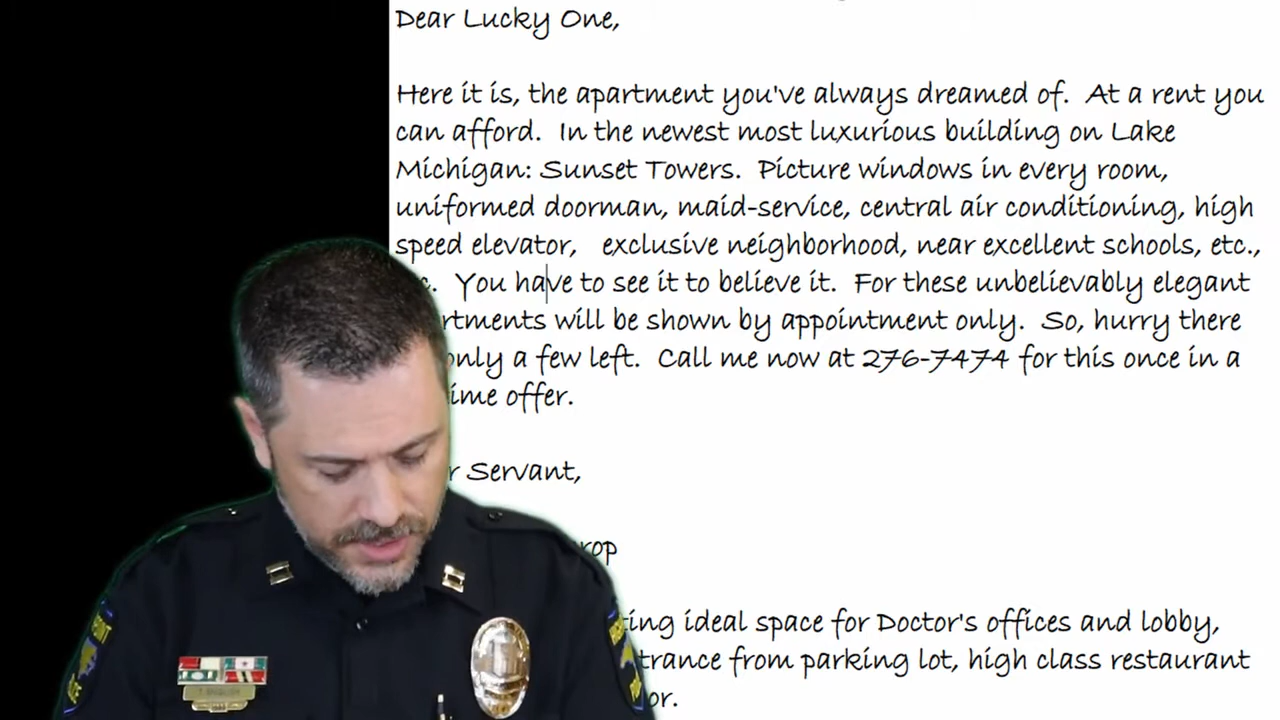 Dear Lucky One,
Here it is, the apartment you've always dreamed of. At a rent you
can afford. In the newest most luxurious building on Lake
Michigan: Sunset Towers. Picture windows in every room,
uniformed doorman, maid-service, central air conditioning, high
speed elevator, exclusive neighborhood, near excellent schools, etc.,
c. You have to see it to believe it. For these unbelievably elegant
rtments will be shown by appointment only. So, hurry there
only a few left. Call me now at 276-7474 for this once in a
ime offer.
r Servant,
rop
ting ideal space for Doctor's offices and lobby,
trance from parking lot, high class restaurant
or.